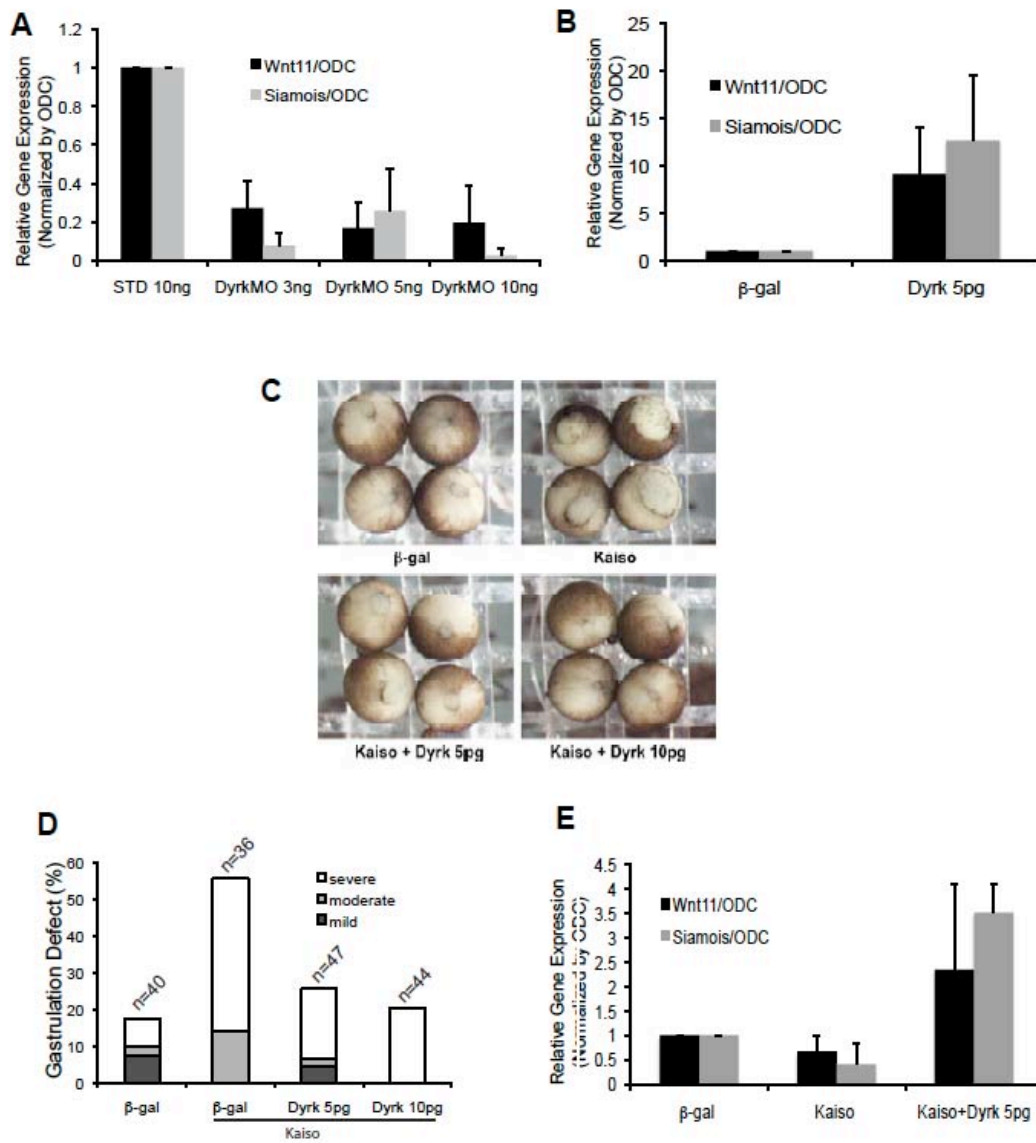 A
Relative Gene Expression
(Normalized by ODC)
1.2
1
0.8
0.6
0.4
0.2
0
Wnt11/ODC
Siamois/ODC
STD 10ng
DyrkMO 3ng
DyrkMO 5ng
DyrkMO 10ng
B
Relative Gene Expression
(Normalized by ODC)
25
20
15
10
5
0
Wnt11/ODC
Siamois/ODC
β-gal
Dyrk 5pg
C
β-gal
Kaiso
Kaiso + Dyrk 5pg
Kaiso + Dyrk 10pg
D
Gastrulation Defect (%)
60
50
40
30
20
10
0
n=40
n=36
n=47
n=44
severe
moderate
mild
β-gal
β-gal
Dyrk 5pg
Dyrk 10pg
Kaiso
E
Relative Gene Expression
(Normalized by ODC)
4.5
4
3.5
3
2.5
2
1.5
1
0.5
0
Wnt11/ODC
Siamois/ODC
β-gal
Kaiso
Kaiso+Dyrk 5pg